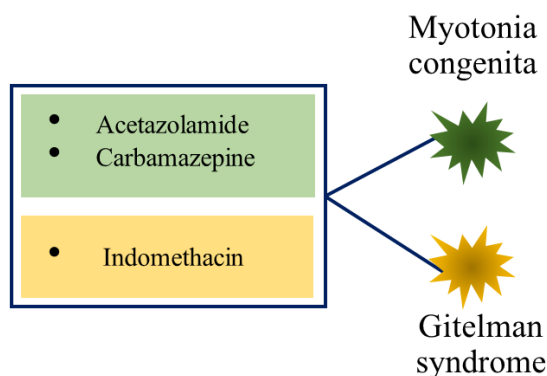 Myotonia
congenita
• Acetazolamide
• Carbamazepine
• Indomethacin
Gitelman
syndrome